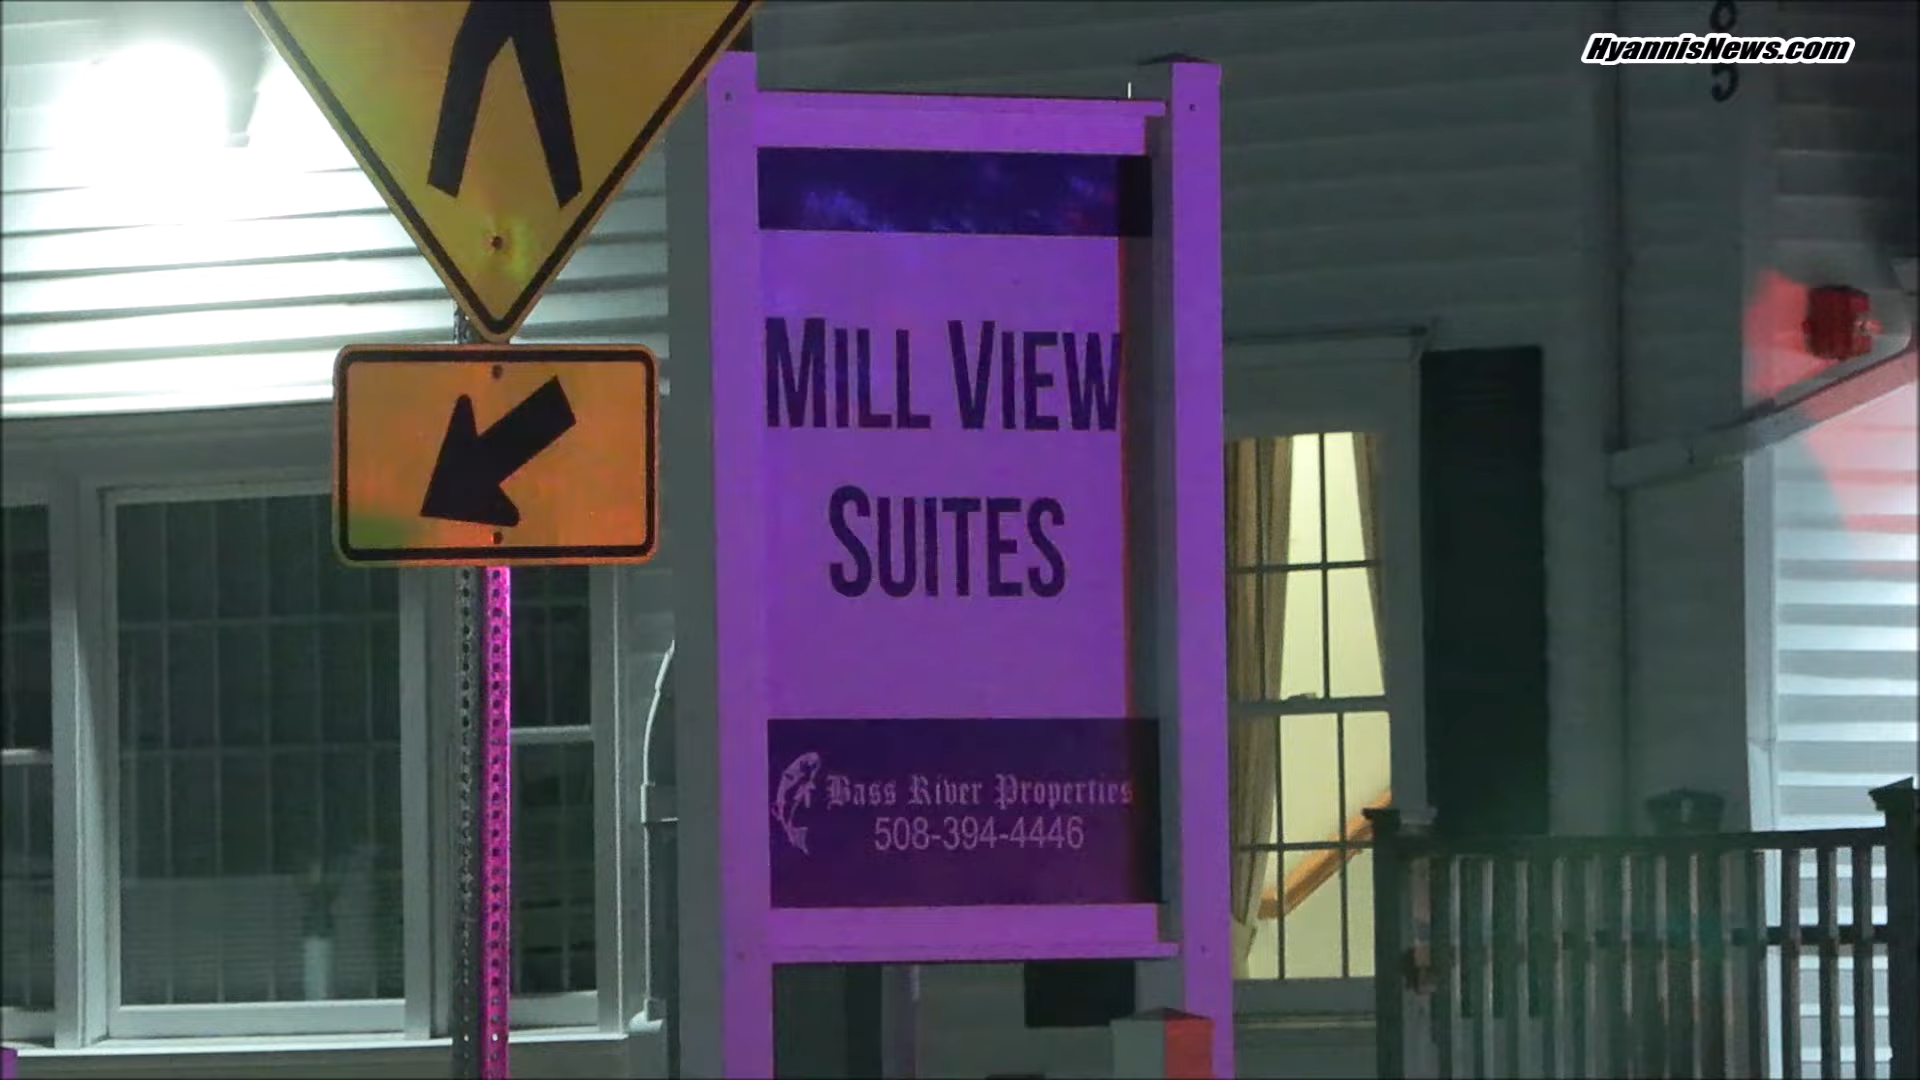 HyannisNews.com
MILL VIEW
SUITES
Bass River Properties
508-394-4446